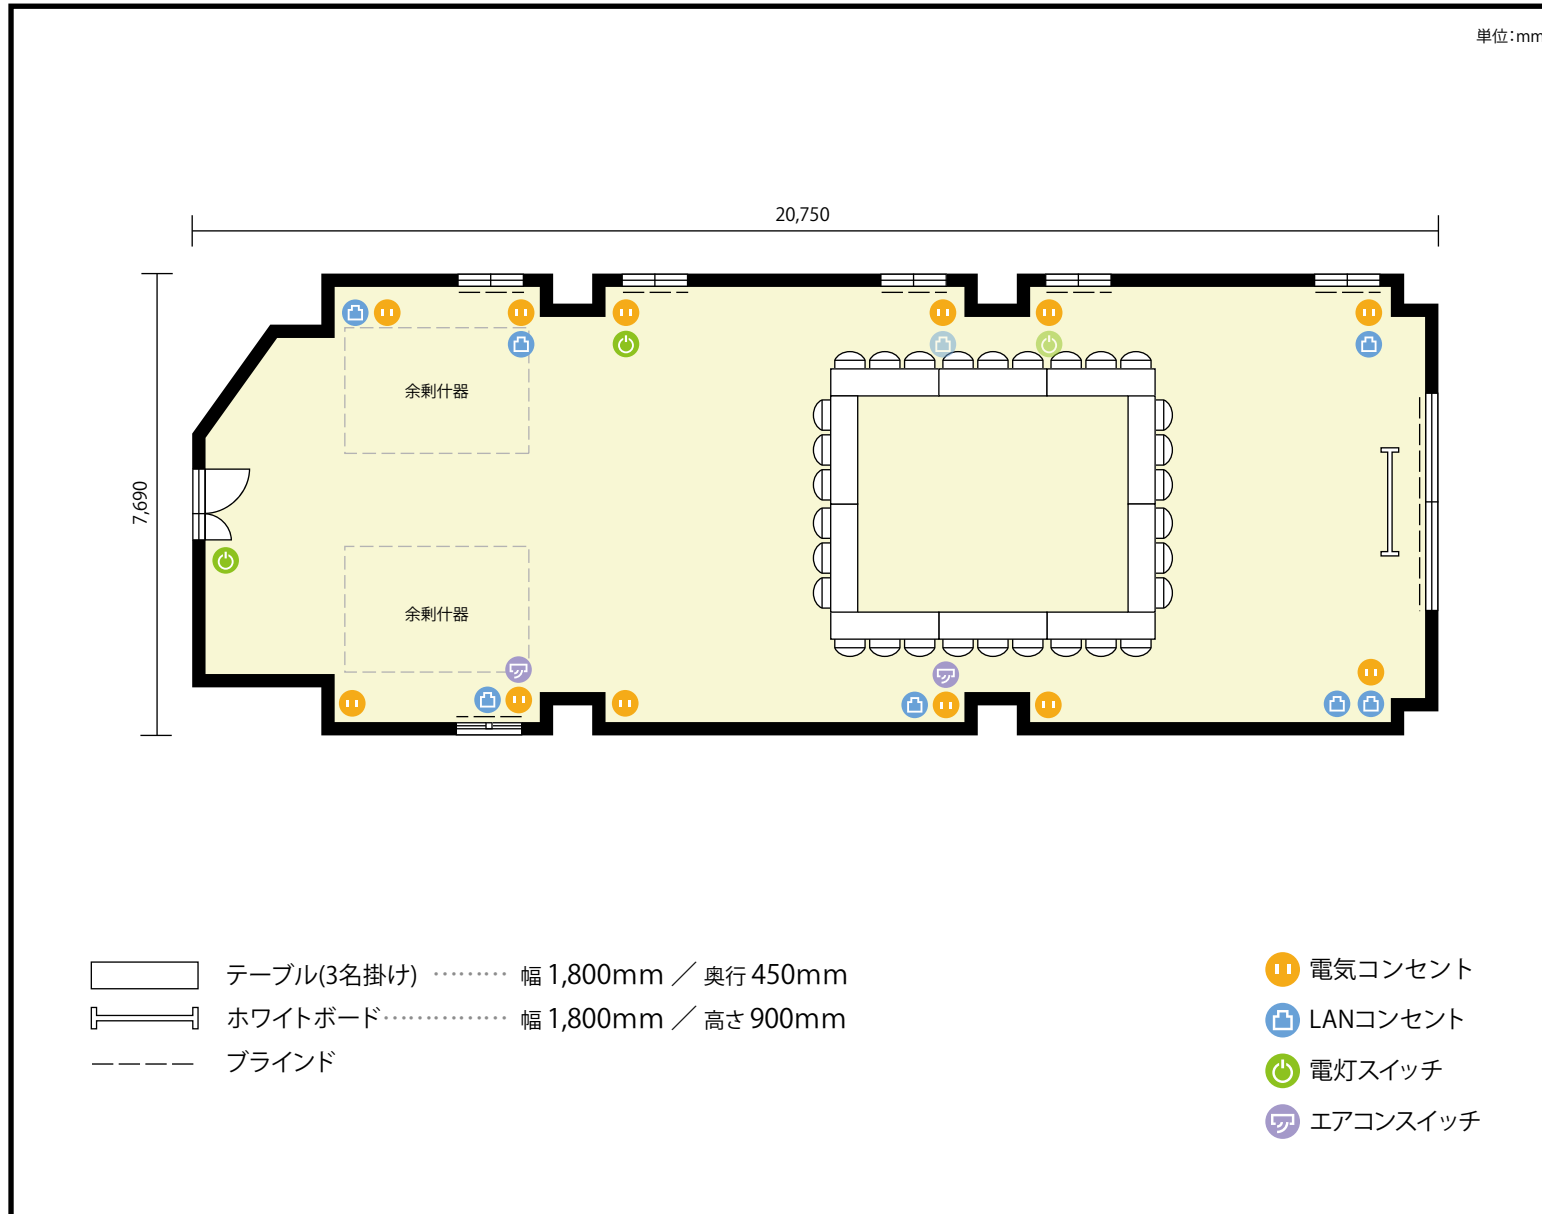 単位：mm
20,750
7,690
余剰什器
余剰什器
テーブル(3名掛け) ……… 幅 1,800mm ／ 奥行 450mm
ホワイトボード…………… 幅 1,800mm ／ 高さ 900mm
ブラインド
電気コンセント
LANコンセント
電灯スイッチ
エアコンスイッチ